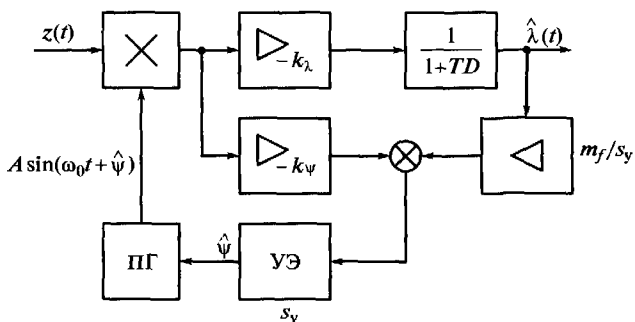 z(t)
×
▷ −k_λ
1/(1+TD)
λ̂(t)
A sin(ω₀t + ψ̂)
▷ −k_ψ
⊗
◁
m_f/s_y
ПГ
ψ̂
УЭ
s_y